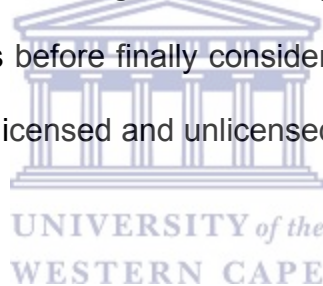 s before finally consider
icensed and unlicensed
UNIVERSITY of the
WESTERN CAPE